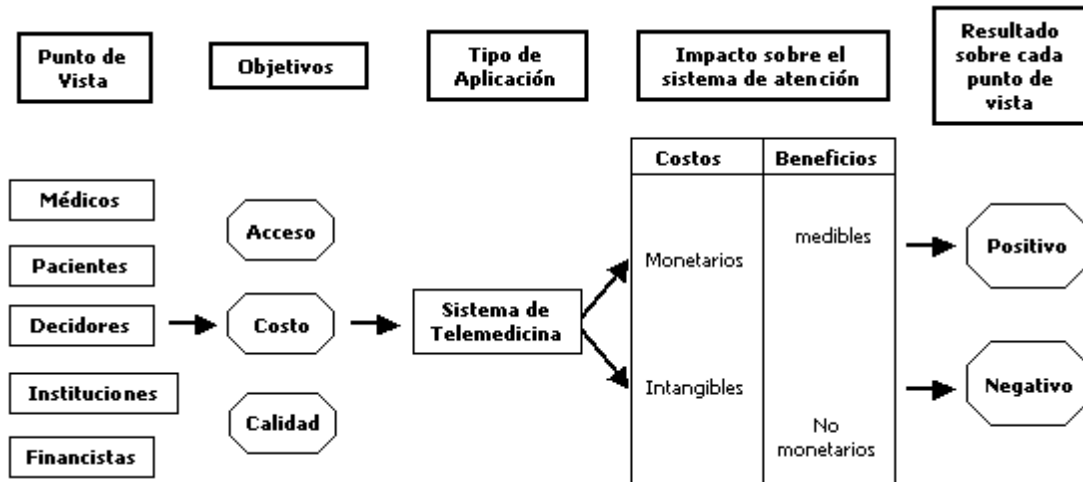 Punto de
Vista
Objetivos
Tipo de
Aplicación
Impacto sobre el
sistema de atención
Resultado
sobre cada
punto de
vista
Médicos
Pacientes
Decidores
Instituciones
Financistas
Acceso
Costo
Calidad
Sistema de
Telemedicina
Costos
Monetarios
Intangibles
Beneficios
medibles
No
monetarios
Positivo
Negativo